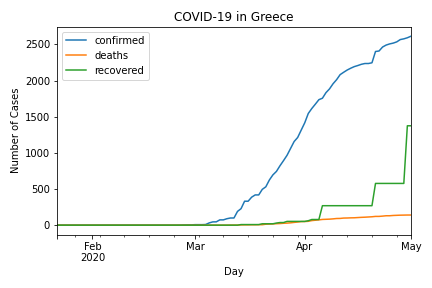 COVID-19 in Greece
confirmed
deaths
recovered
Number of Cases
2500
2000
1500
1000
500
0
Feb
2020
Mar
Apr
May
Day